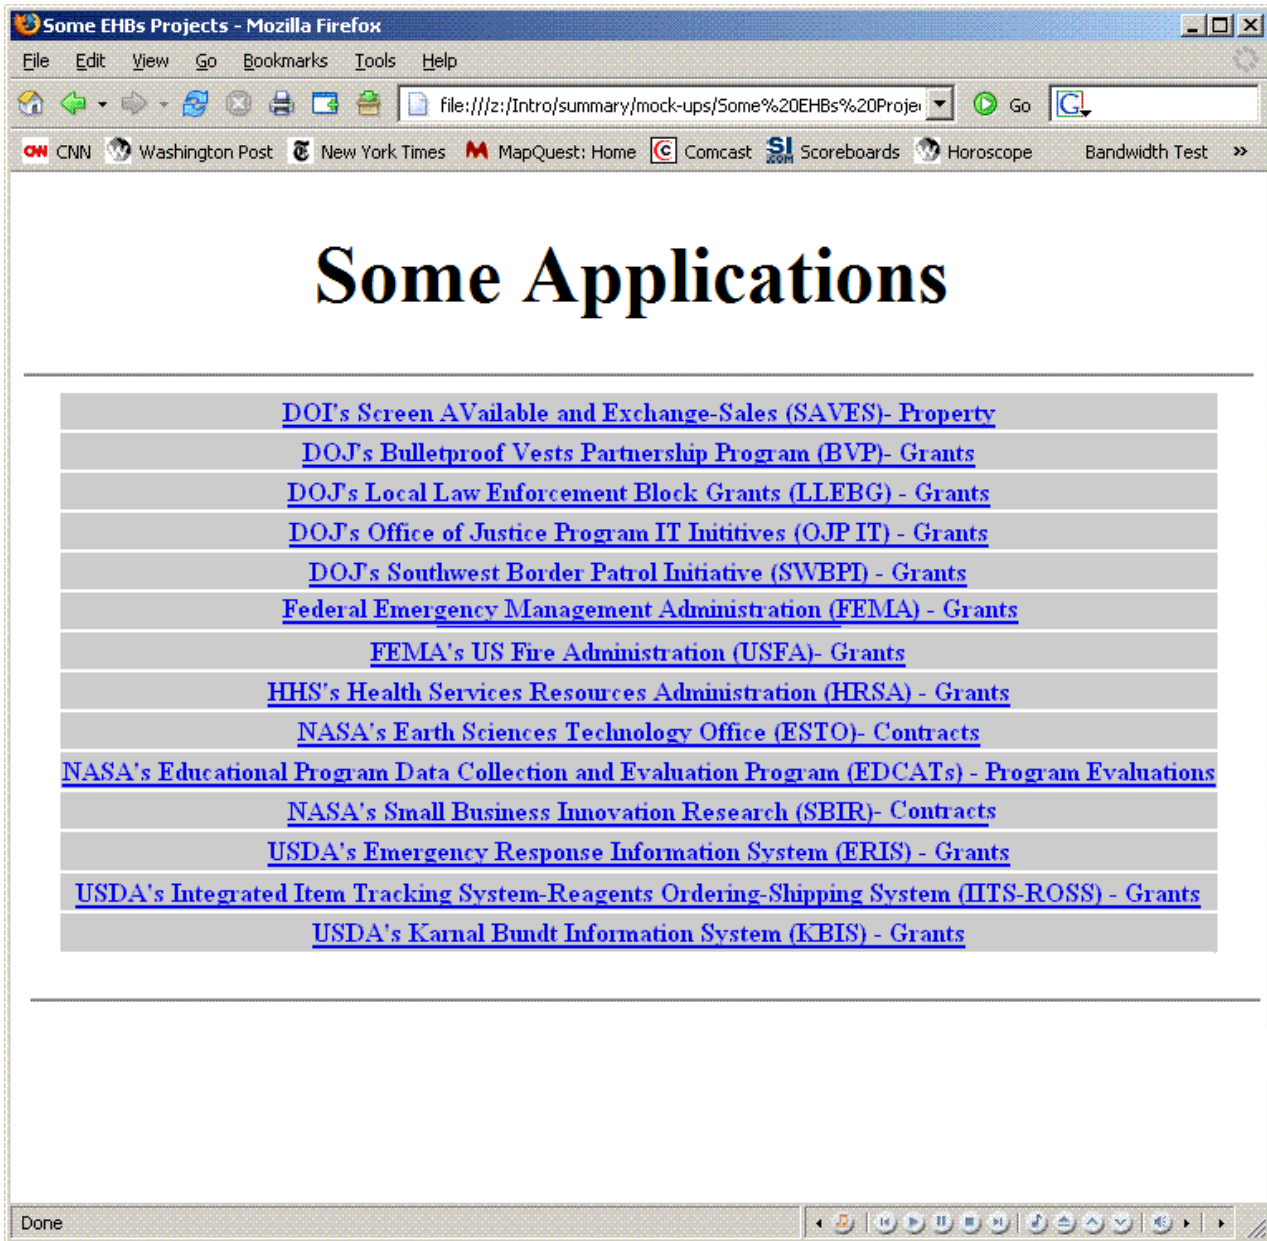 Some EHBs Projects - Mozilla Firefox
File Edit View Go Bookmarks Tools Help
file:///z:/Intro/summary/mock-ups/Some%20EHBs%20Proje Go G
CNN CNN Washington Post New York Times MapQuest: Home C Comcast SI.COM Scoreboards Horoscope Bandwidth Test »
Some Applications
DOI's Screen AVailable and Exchange-Sales (SAVES)- Property
DOJ's Bulletproof Vests Partnership Program (BVP)- Grants
DOJ's Local Law Enforcement Block Grants (LLEBG) - Grants
DOJ's Office of Justice Program IT Inititives (OJP IT) - Grants
DOJ's Southwest Border Patrol Initiative (SWBPI) - Grants
Federal Emergency Management Administration (FEMA) - Grants
FEMA's US Fire Administration (USFA)- Grants
HHS's Health Services Resources Administration (HRSA) - Grants
NASA's Earth Sciences Technology Office (ESTO)- Contracts
NASA's Educational Program Data Collection and Evaluation Program (EDCATs) - Program Evaluations
NASA's Small Business Innovation Research (SBIR)- Contracts
USDA's Emergency Response Information System (ERIS) - Grants
USDA's Integrated Item Tracking System-Reagents Ordering-Shipping System (IITS-ROSS) - Grants
USDA's Karnal Bundt Information System (KBIS) - Grants
Done